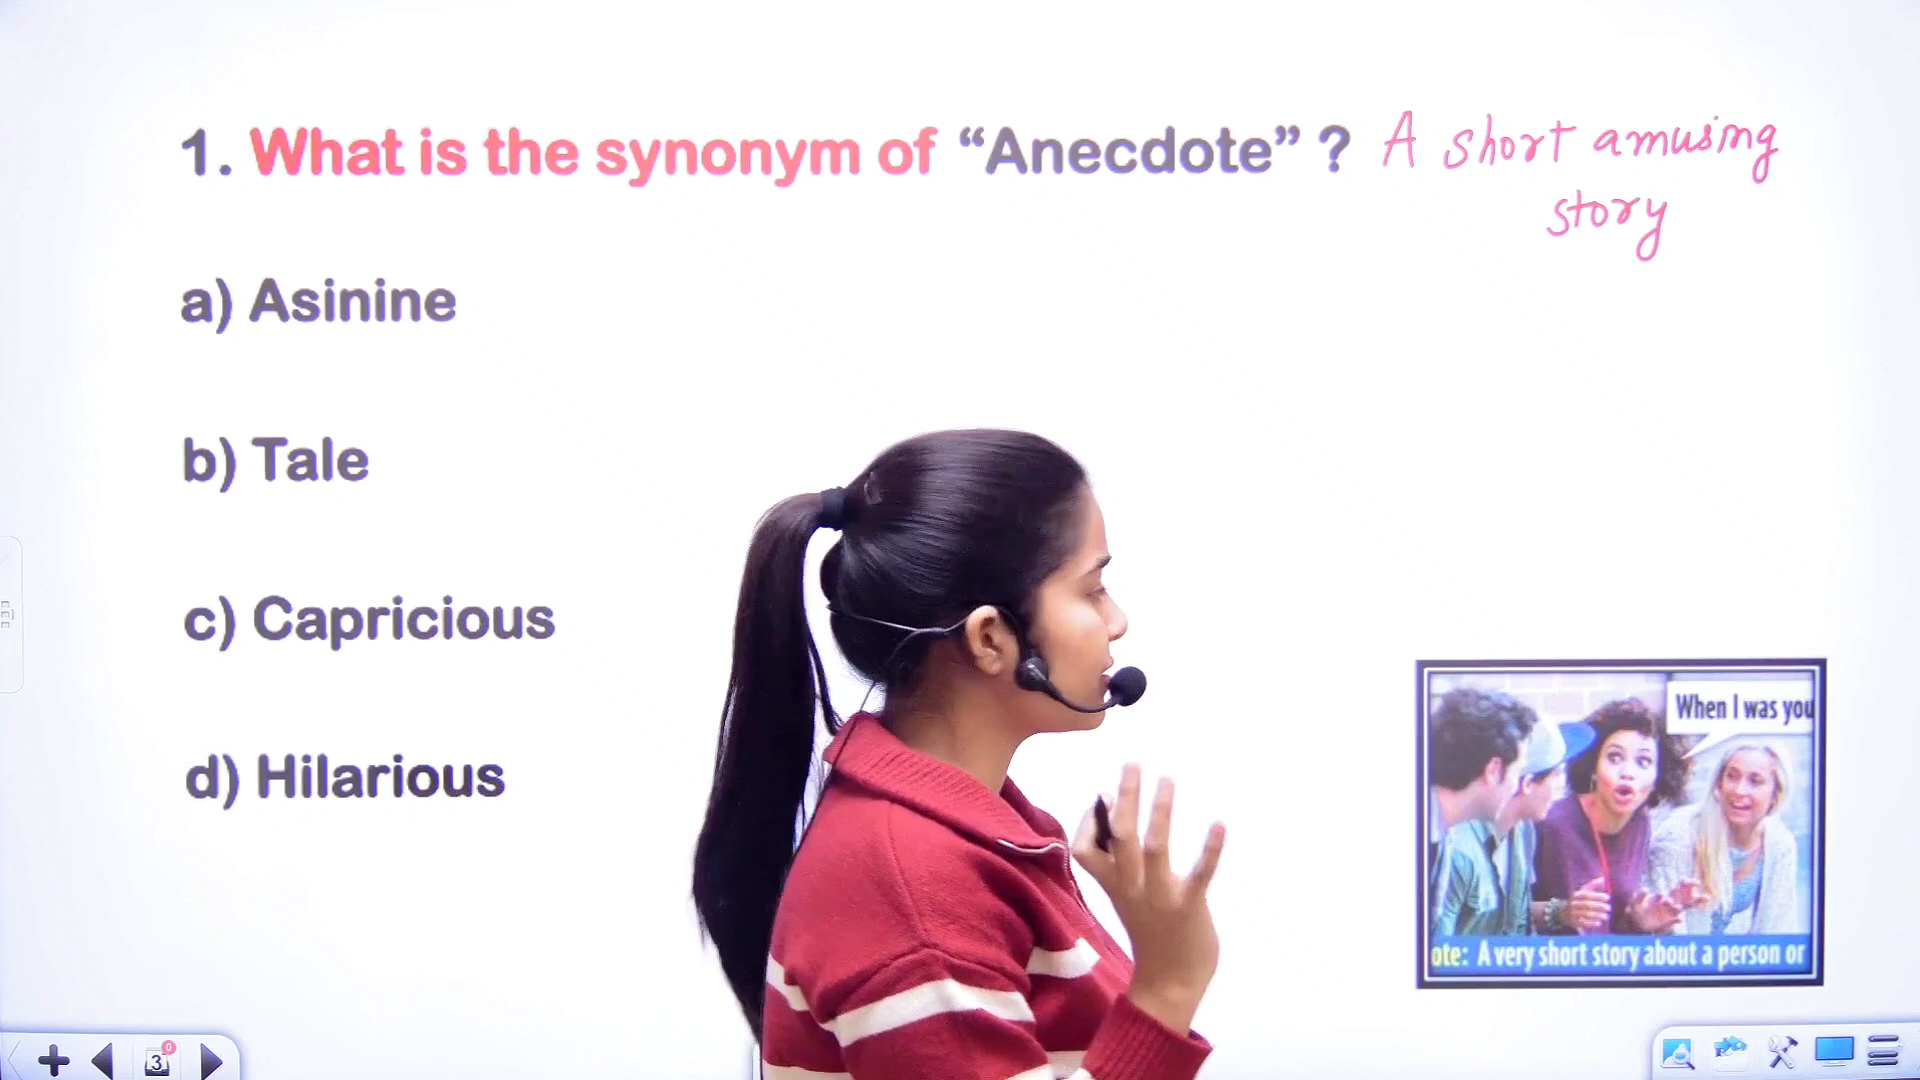 1. What is the synonym of “Anecdote” ? A short amusing
story
a) Asinine
b) Tale
c) Capricious
d) Hilarious
When I was you
ote: A very short story about a person or
3
0